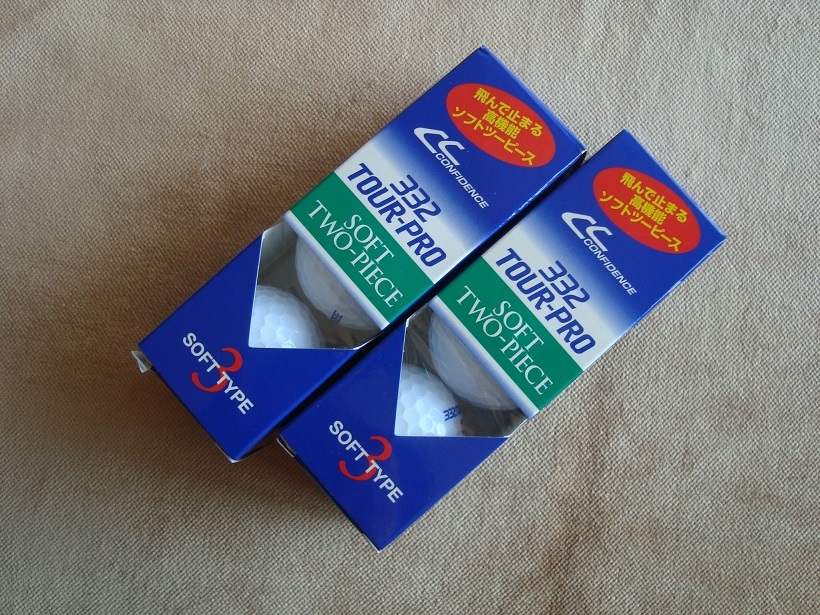 飛んで止まる
高機能
ソフトツーピース
CONFIDENCE
332
TOUR-PRO
SOFT
TWO-PIECE
3
SOFT TYPE
飛んで止まる
高機能
ソフトツーピース
CONFIDENCE
332
TOUR-PRO
SOFT
TWO-PIECE
332
3
SOFT TYPE